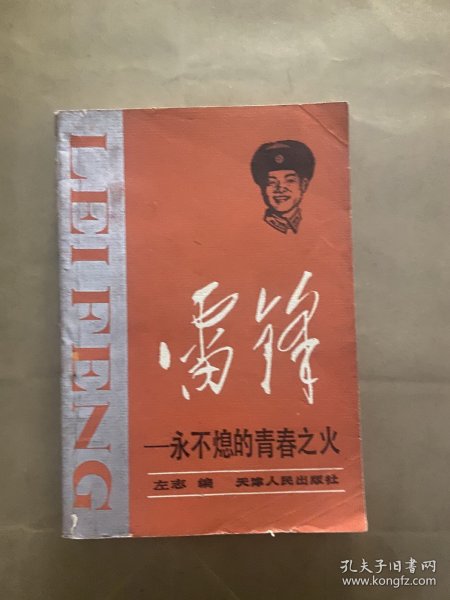 LEI FENG
雷锋
—永不熄的青春之火
左志 编 天津人民出版社
孔夫子旧书网
www.kongfz.com